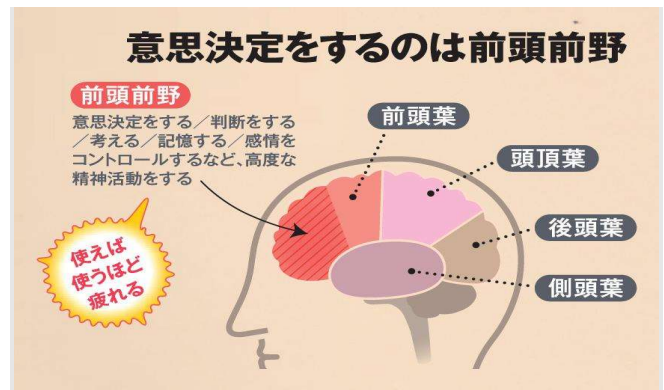 意思決定をするのは前頭前野
前頭前野
意思決定をする／判断をする
／考える／記憶する／感情を
コントロールするなど、高度な
精神活動をする
使えば
使うほど
疲れる
前頭葉
頭頂葉
後頭葉
側頭葉